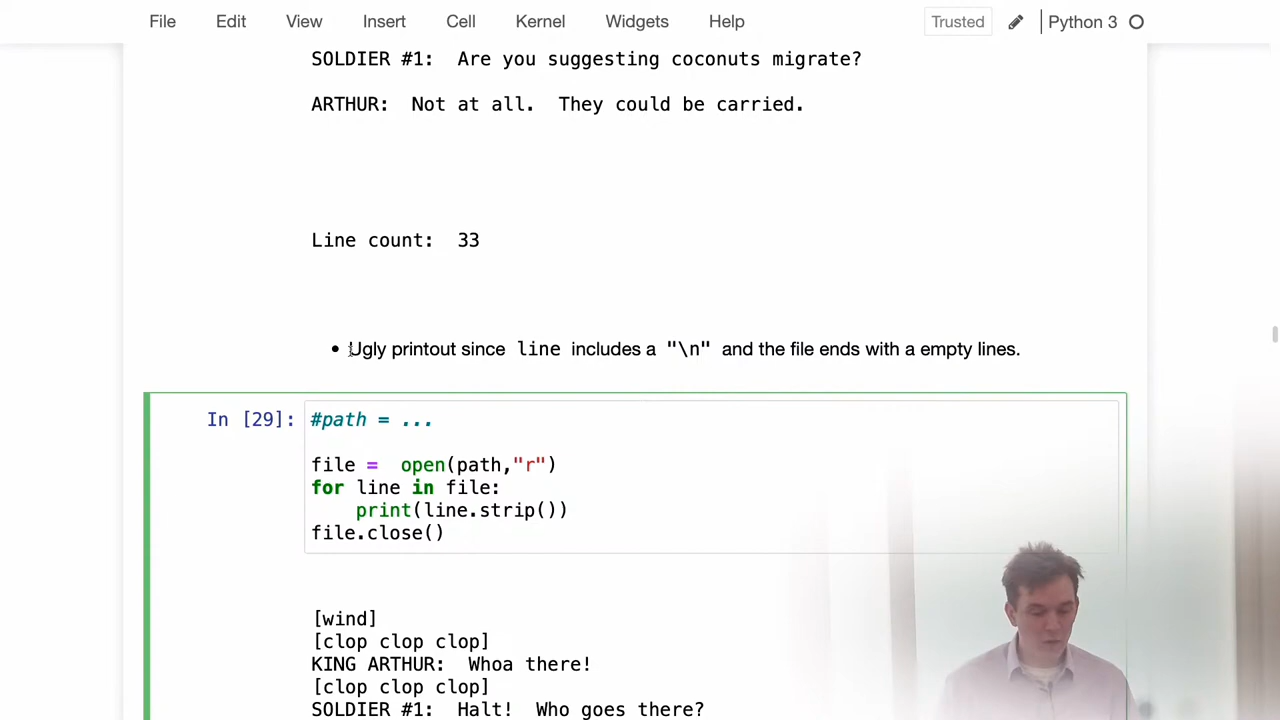 File Edit View Insert Cell Kernel Widgets Help Trusted Python 3
SOLDIER #1:  Are you suggesting coconuts migrate?
ARTHUR:  Not at all.  They could be carried.
Line count:  33
• Ugly printout since line includes a "\n" and the file ends with a empty lines.
In [29]: #path = ...
file =  open(path,"r")
for line in file:
    print(line.strip())
file.close()
[wind]
[clop clop clop]
KING ARTHUR:  Whoa there!
[clop clop clop]
SOLDIER #1:  Halt!  Who goes there?